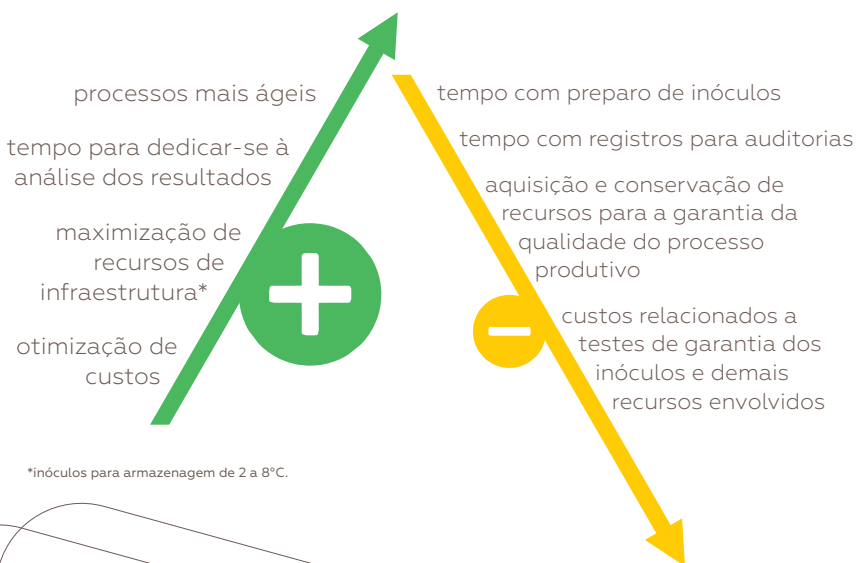 processos mais ágeis
tempo para dedicar-se à
análise dos resultados
maximização de
recursos de
infraestrutura*
otimização de
custos
tempo com preparo de inóculos
tempo com registros para auditorias
aquisição e conservação de
recursos para a garantia da
qualidade do processo
produtivo
custos relacionados a
testes de garantia dos
inóculos e demais
recursos envolvidos
*inóculos para armazenagem de 2 a 8°C.